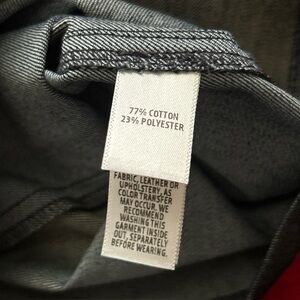 77% COTTON
23% POLYESTER
FABRIC, LEATHER OR
UPHOLSTERY, AS
COLOR TRANSFER
MAY OCCUR. WE
RECOMMEND
WASHING THIS
GARMENT INSIDE
OUT, SEPARATELY
BEFORE WEARING.